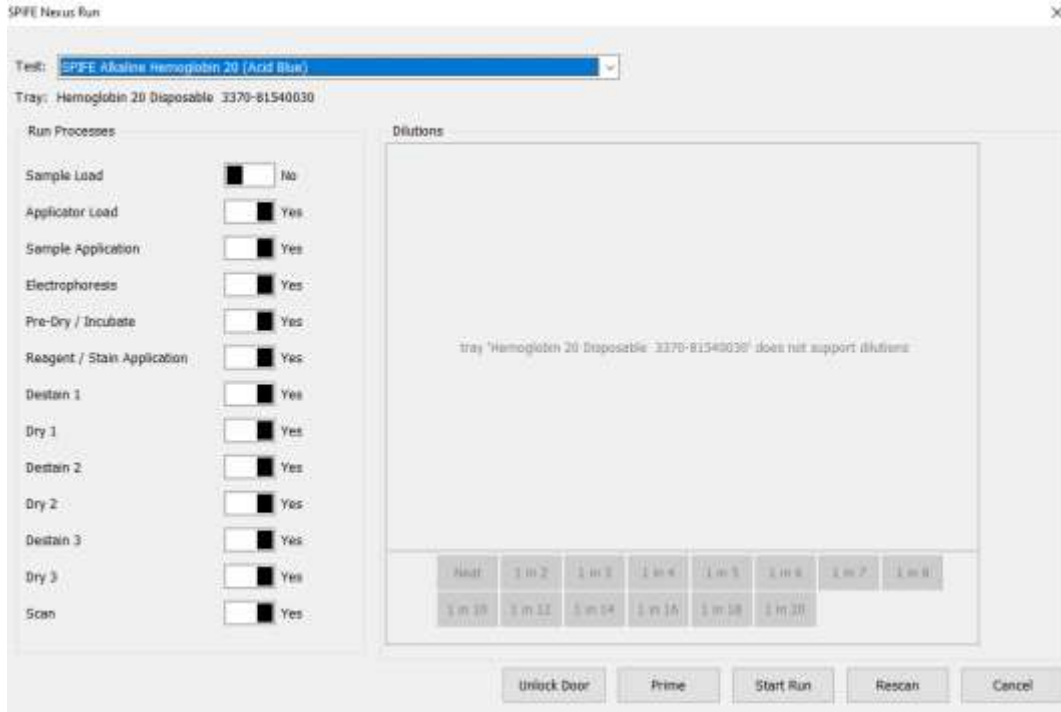 SPIFE Nexus Run
Test: SPIFE Alkaline Hemoglobin 20 (Acid Blue)
Tray: Hemoglobin 20 Disposable 3370-81540030
Run Processes
Sample Load No
Applicator Load Yes
Sample Application Yes
Electrophoresis Yes
Pre-Dry / Incubate Yes
Reagent / Stain Application Yes
Destain 1 Yes
Dry 1 Yes
Destain 2 Yes
Dry 2 Yes
Destain 3 Yes
Dry 3 Yes
Scan Yes
Dilutions
tray 'Hemoglobin 20 Disposable 3370-81540030' does not support dilutions
Neat 1 in 2 1 in 3 1 in 4 1 in 5 1 in 6 1 in 7 1 in 8
1 in 10 1 in 12 1 in 14 1 in 16 1 in 18 1 in 20
Unlock Door Prime Start Run Rescan Cancel